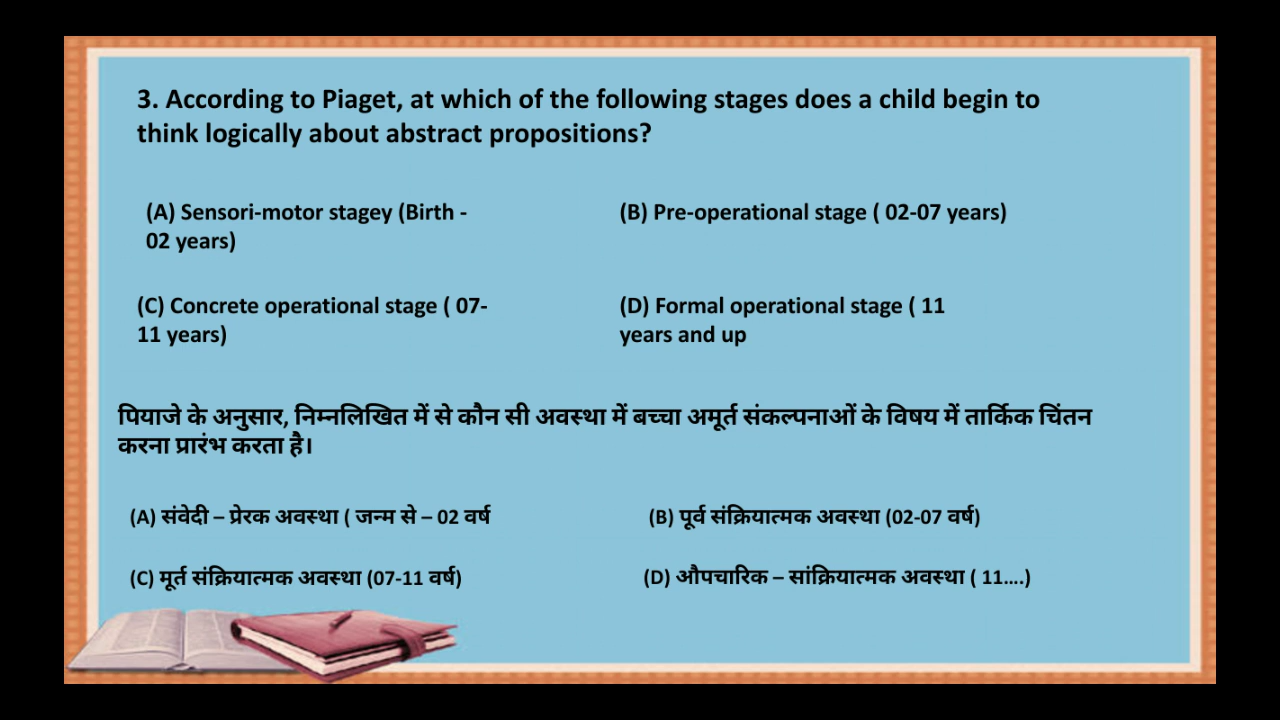 3. According to Piaget, at which of the following stages does a child begin to
think logically about abstract propositions?
(A) Sensori-motor stagey (Birth -
02 years)
(B) Pre-operational stage ( 02-07 years)
(C) Concrete operational stage ( 07-
11 years)
(D) Formal operational stage ( 11
years and up
पियाजे के अनुसार, निम्नलिखित में से कौन सी अवस्था में बच्चा अमूर्त संकल्पनाओं के विषय में तार्किक चिंतन
करना प्रारंभ करता है।
(A) संवेदी – प्रेरक अवस्था ( जन्म से – 02 वर्ष
(B) पूर्व संक्रियात्मक अवस्था (02-07 वर्ष)
(C) मूर्त संक्रियात्मक अवस्था (07-11 वर्ष)
(D) औपचारिक – सांक्रियात्मक अवस्था ( 11....)